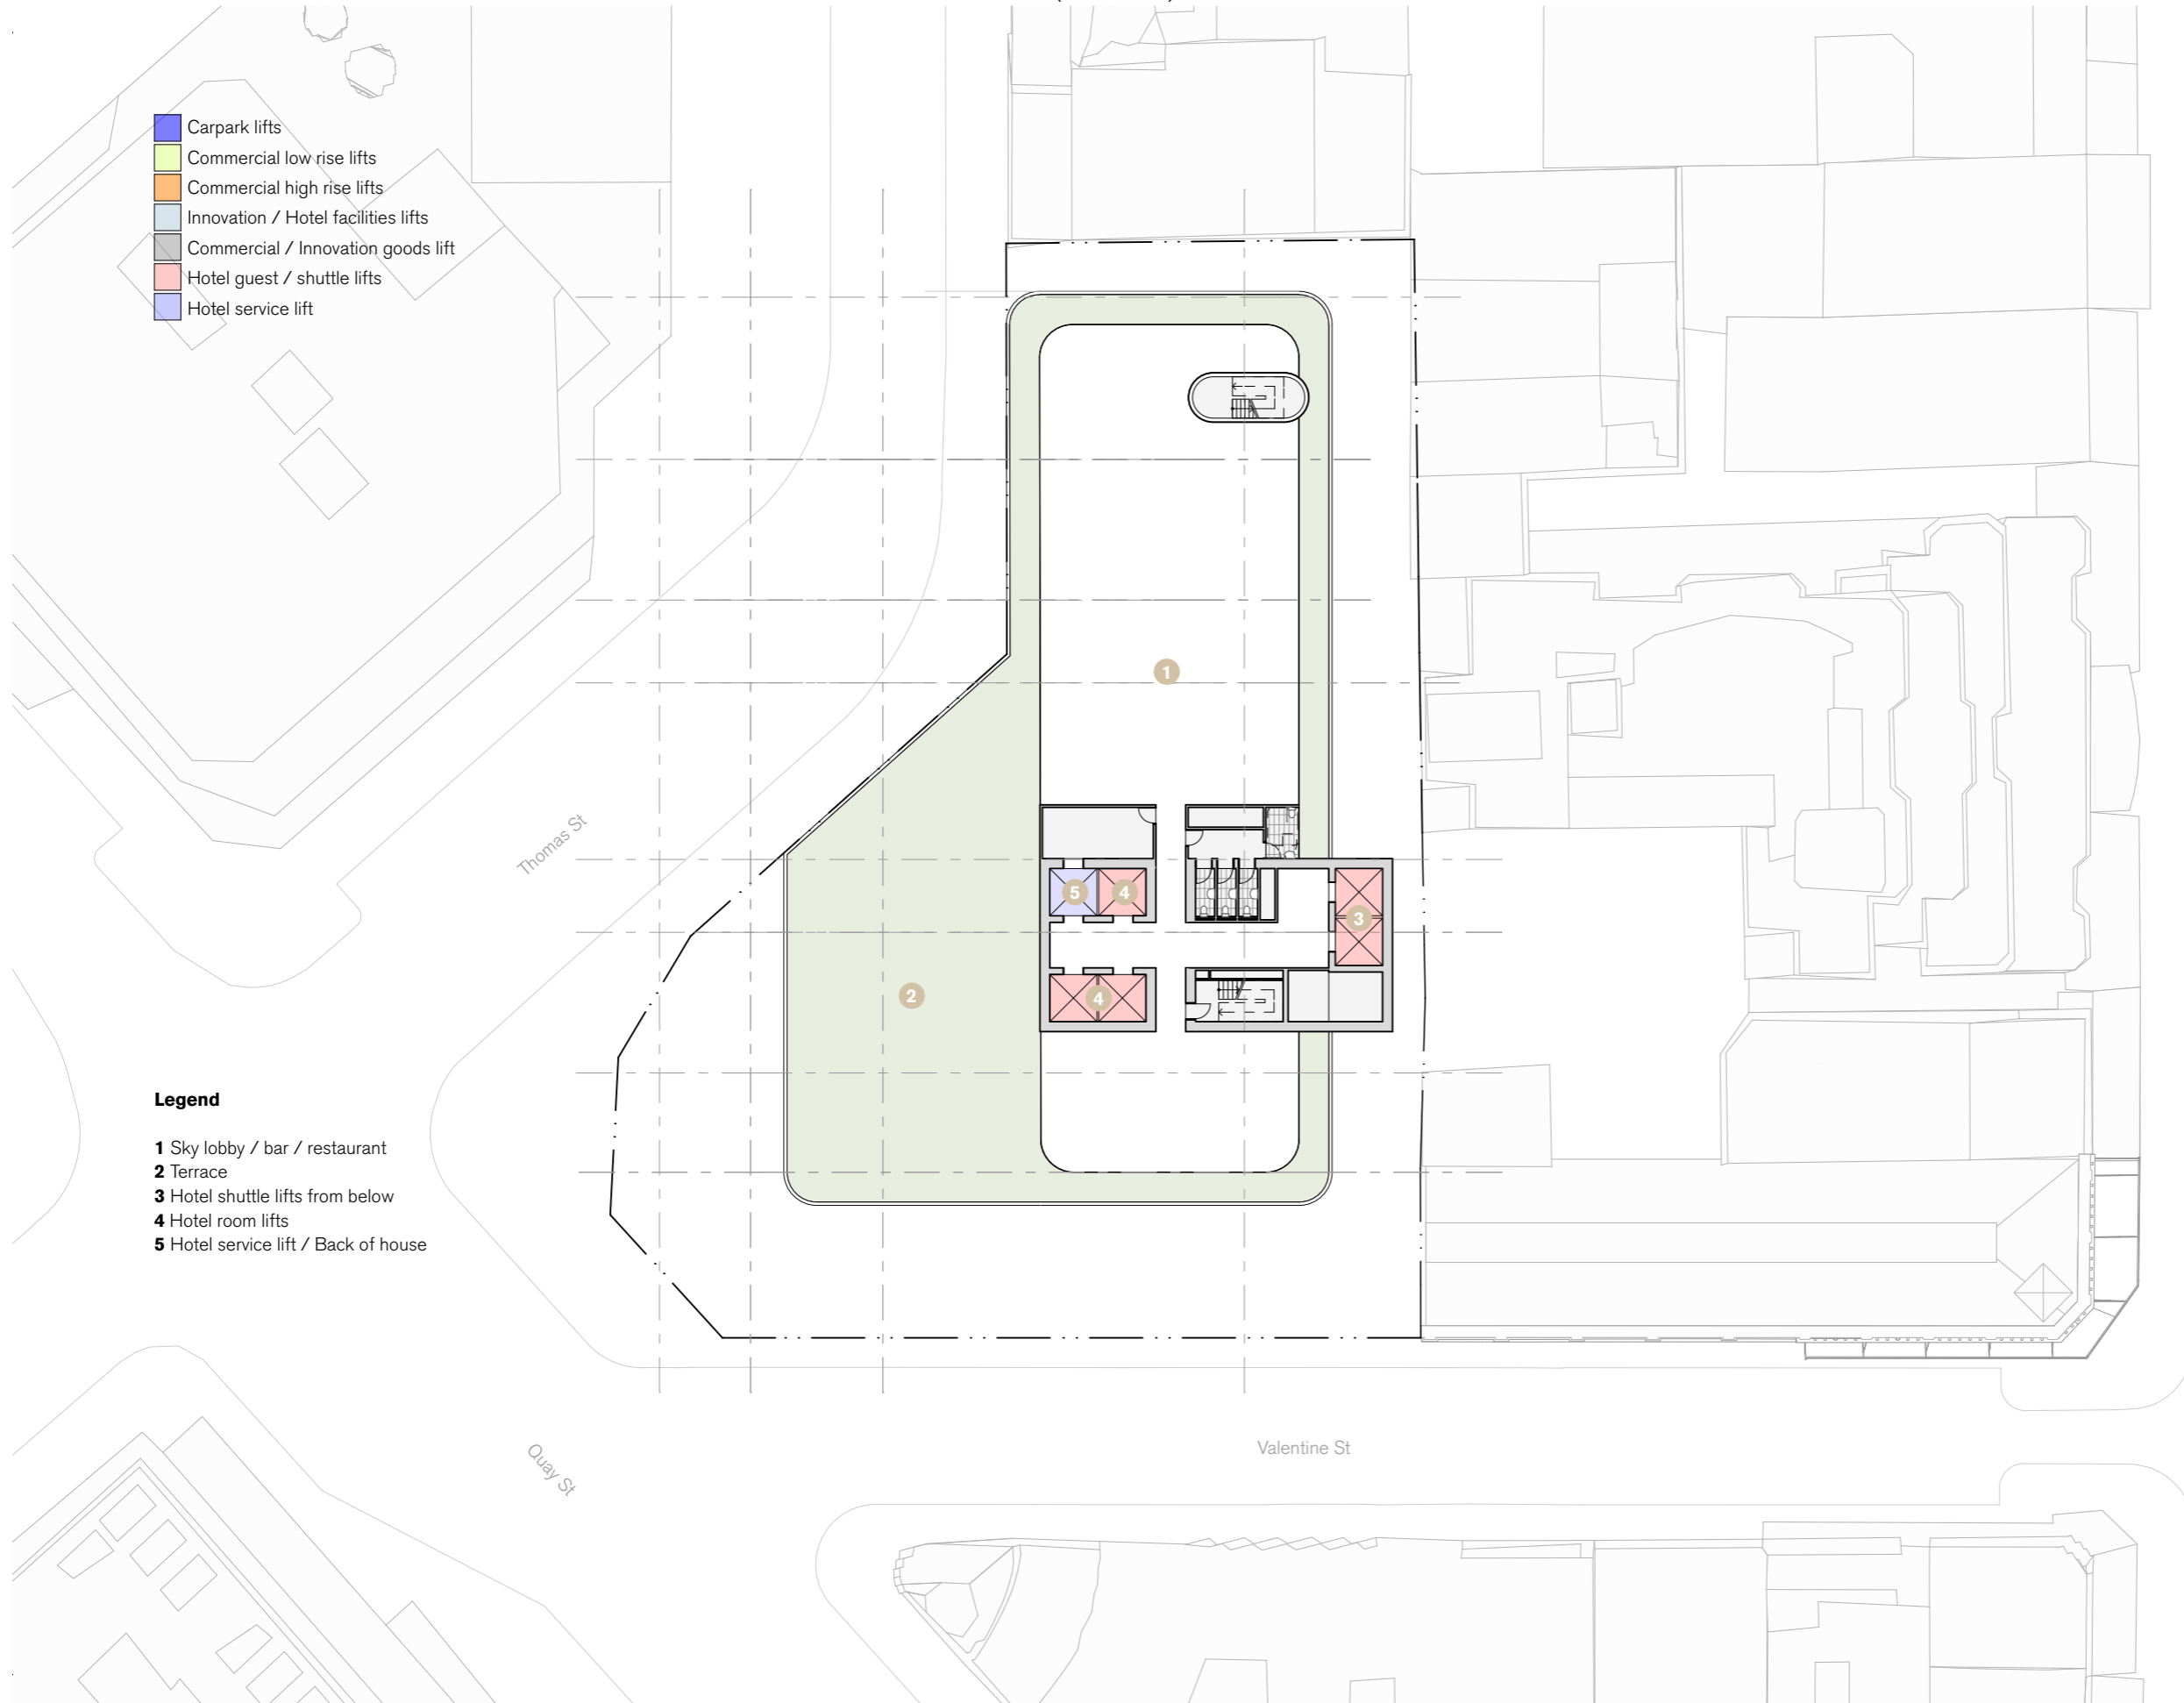 Carpark lifts
Commercial low rise lifts
Commercial high rise lifts
Innovation / Hotel facilities lifts
Commercial / Innovation goods lift
Hotel guest / shuttle lifts
Hotel service lift
1
Thomas St
5
4
3
2
4
Legend
1 Sky lobby / bar / restaurant
2 Terrace
3 Hotel shuttle lifts from below
4 Hotel room lifts
5 Hotel service lift / Back of house
Valentine St
Quay St